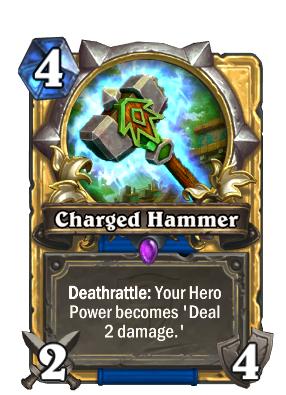 4
Charged Hammer
Deathrattle: Your Hero
Power becomes 'Deal
2 damage.'
2
4